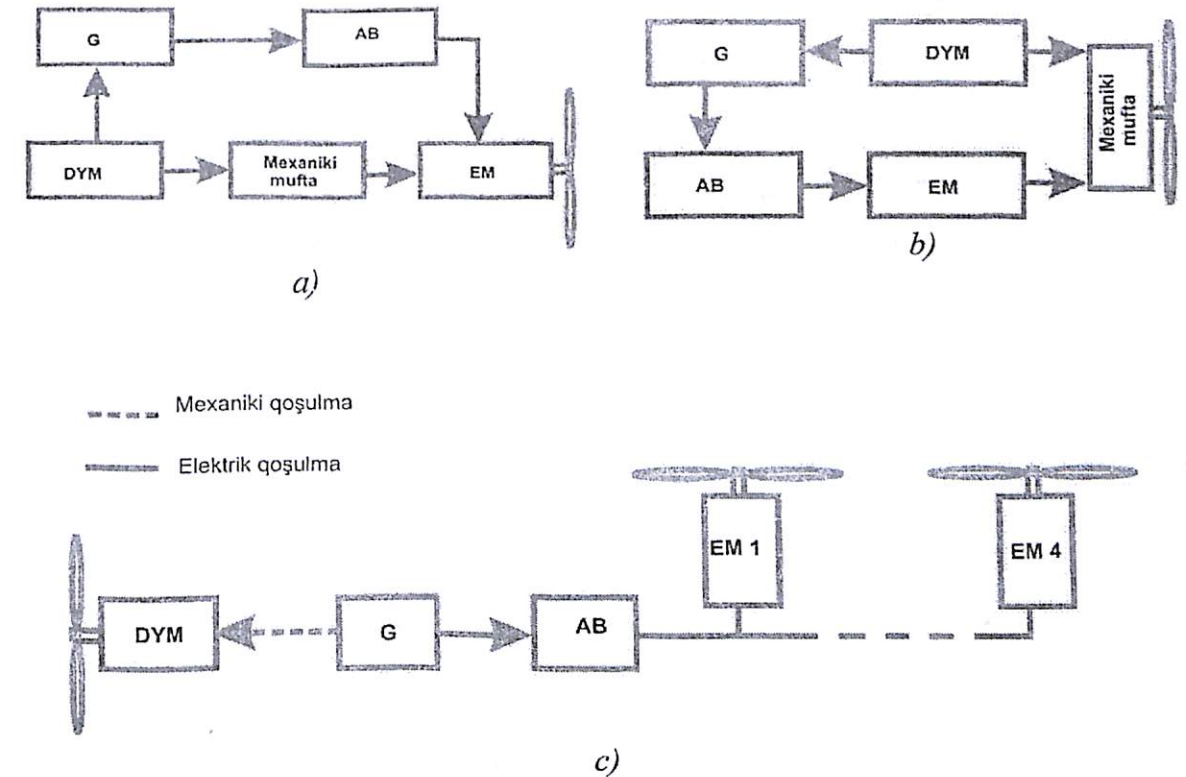 G
AB
DYM
Mexaniki
mufta
EM
a)
G
DYM
Mexaniki
mufta
AB
EM
b)
Mexaniki qoşulma
Elektrik qoşulma
EM 1
EM 4
DYM
G
AB
c)